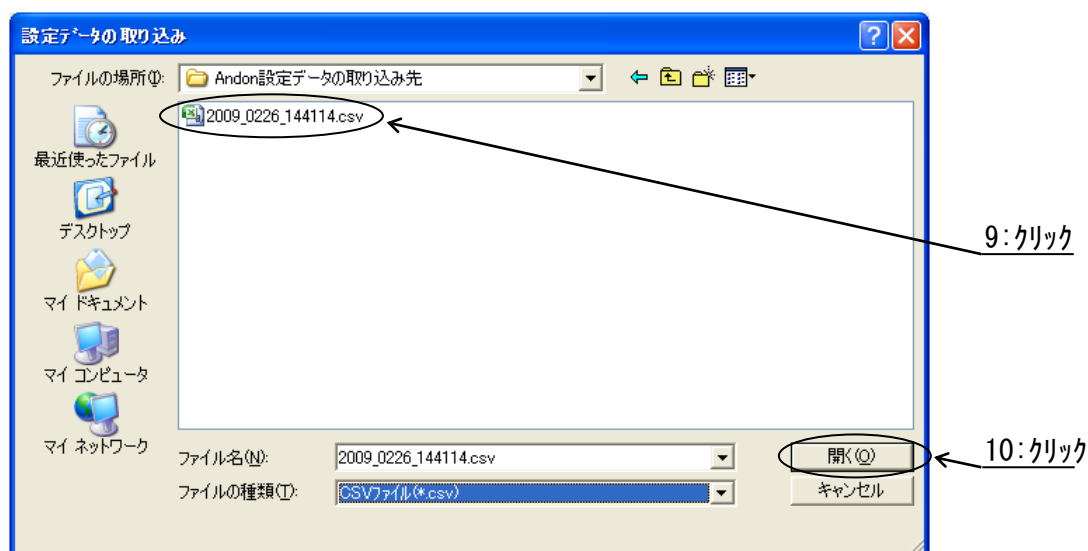 設定ﾃﾞｰﾀの取り込み
ファイルの場所(I):
Andon設定データの取り込み先
2009_0226_144114.csv
最近使ったファイル
デスクトップ
マイ ドキュメント
マイ コンピュータ
マイ ネットワーク
9:ｸﾘｯｸ
ファイル名(N):
2009_0226_144114.csv
開く(O)
10:ｸﾘｯｸ
ファイルの種類(T):
CSVファイル(*.csv)
キャンセル